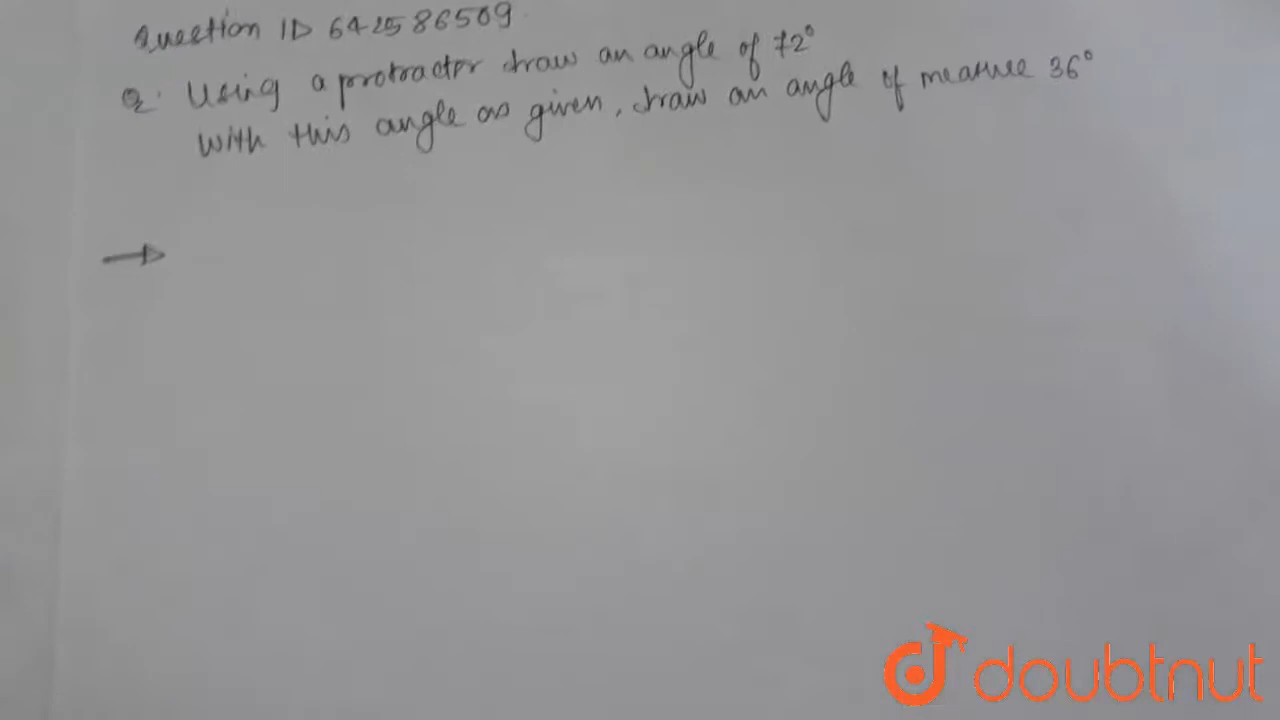 Question ID 642586509
Q. Using a protractor draw an angle of 72°
With this angle as given, draw an angle of measure 36°
doubtnut